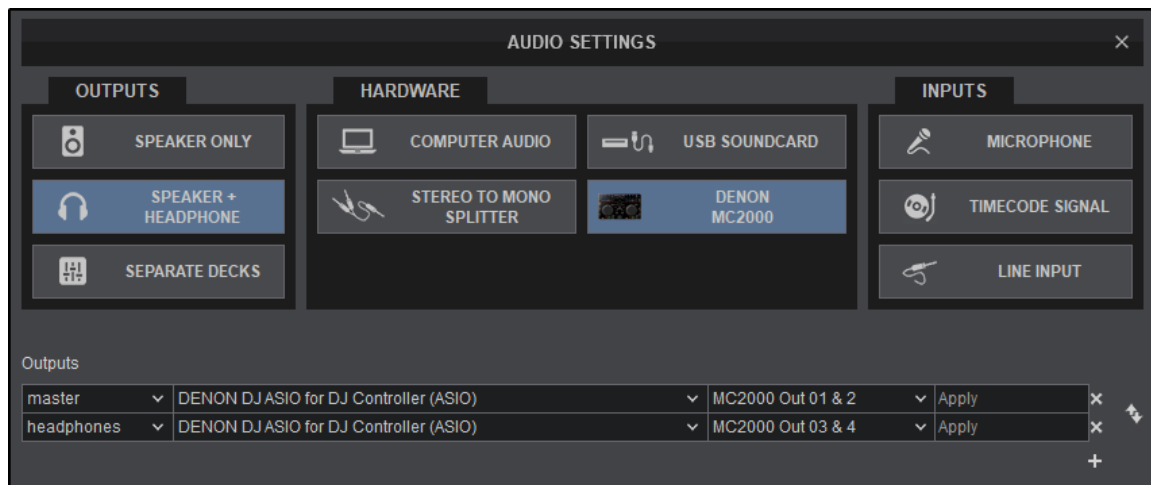 AUDIO SETTINGS
OUTPUTS
HARDWARE
INPUTS
SPEAKER ONLY
COMPUTER AUDIO
USB SOUNDCARD
MICROPHONE
SPEAKER +
HEADPHONE
STEREO TO MONO
SPLITTER
DENON
MC2000
TIMECODE SIGNAL
SEPARATE DECKS
LINE INPUT
Outputs
master DENON DJ ASIO for DJ Controller (ASIO) MC2000 Out 01 & 2 Apply
headphones DENON DJ ASIO for DJ Controller (ASIO) MC2000 Out 03 & 4 Apply